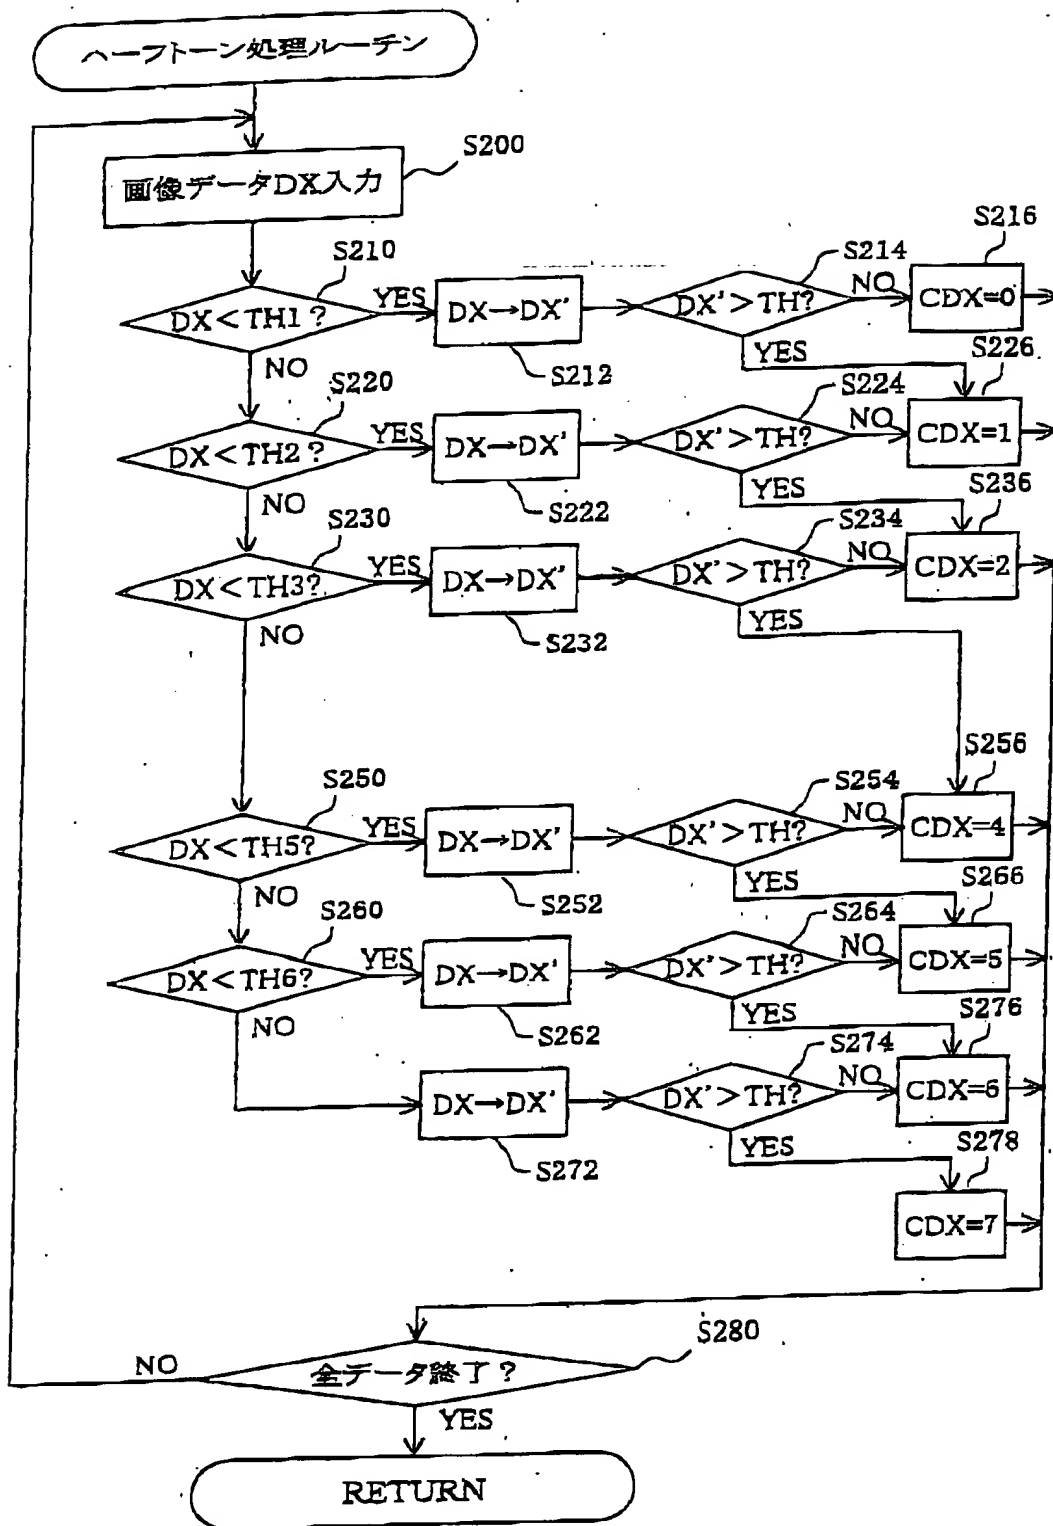 ハーフトーン処理ルーチン
S200
画像データDX入力
S210
DX<TH1?
YES
DX→DX'
S212
S214
DX'>TH?
NO
S216
CDX=0
YES
NO
S220
DX<TH2?
YES
DX→DX'
S222
S224
DX'>TH?
NO
S226
CDX=1
YES
NO
S230
DX<TH3?
YES
DX→DX'
S232
S234
DX'>TH?
NO
S236
CDX=2
YES
NO
S250
DX<TH5?
YES
DX→DX'
S252
S254
DX'>TH?
NO
S256
CDX=4
YES
NO
S260
DX<TH6?
YES
DX→DX'
S262
S264
DX'>TH?
NO
S266
CDX=5
YES
NO
DX→DX'
S272
S274
DX'>TH?
NO
S276
CDX=6
YES
S278
CDX=7
S280
全データ終了?
NO
YES
RETURN